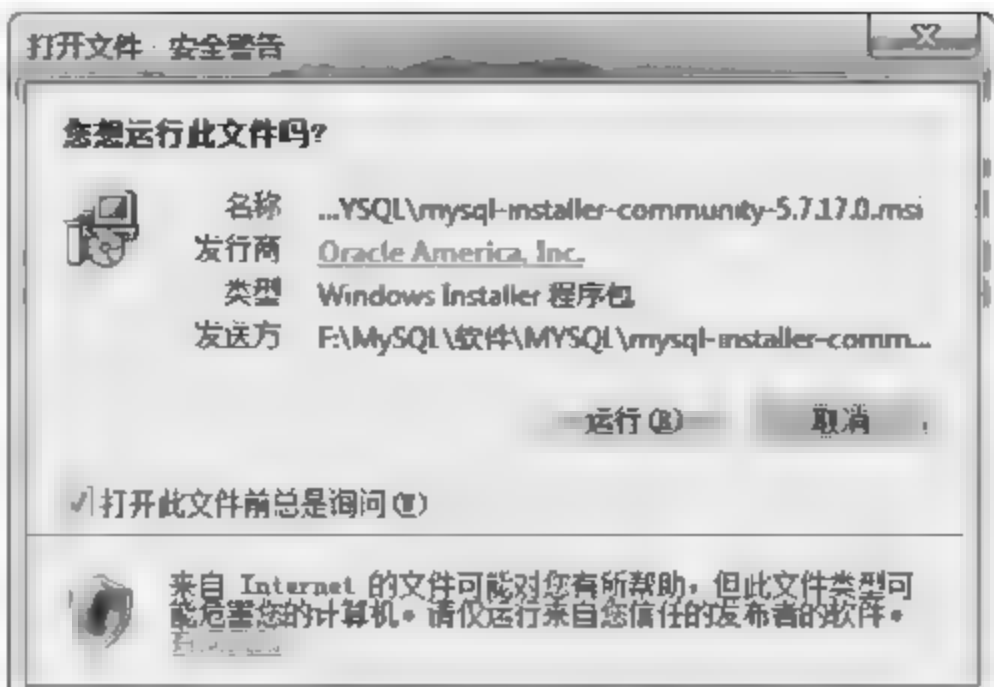 打开文件 - 安全警告
您想运行此文件吗?
名称 ...YSQL\mysql-installer-community-5.7.17.0.msi
发行商 Oracle America, Inc.
类型 Windows Installer 程序包
发送方 F:\MySQL\软件\MYSQL\mysql-installer-comm...
运行(R) 取消
打开此文件前总是询问(W)
来自 Internet 的文件可能对您有所帮助，但此文件类型可
能危害您的计算机。请仅运行来自您信任的发布者的软件。